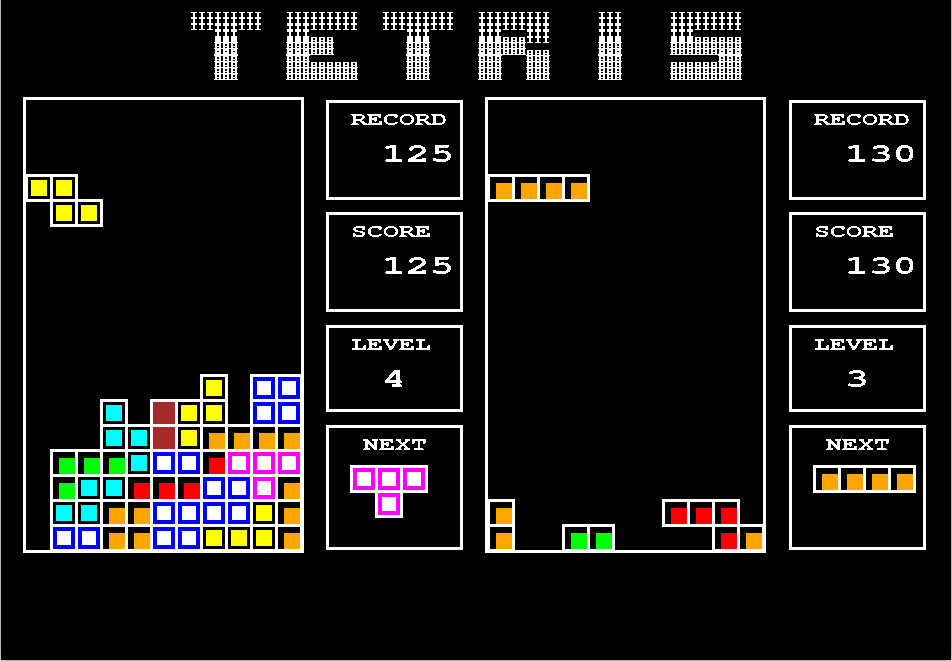 TETRIS
RECORD
125
SCORE
125
LEVEL
4
NEXT
RECORD
130
SCORE
130
LEVEL
3
NEXT